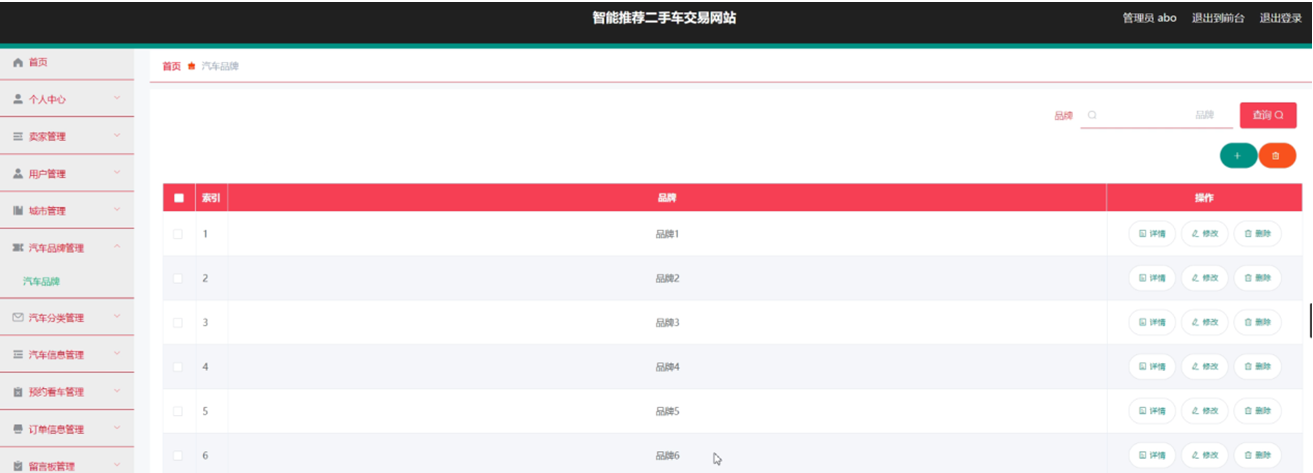 智能推荐二手车交易网站
管理员 abo 退出到前台 退出登录
首页
个人中心
卖家管理
用户管理
城市管理
汽车品牌管理
汽车品牌
汽车分类管理
汽车信息管理
预约看车管理
订单信息管理
留言板管理
首页 汽车品牌
品牌 品牌 查询
索引 品牌 操作
1 品牌1 详情 修改 删除
2 品牌2 详情 修改 删除
3 品牌3 详情 修改 删除
4 品牌4 详情 修改 删除
5 品牌5 详情 修改 删除
6 品牌6 详情 修改 删除